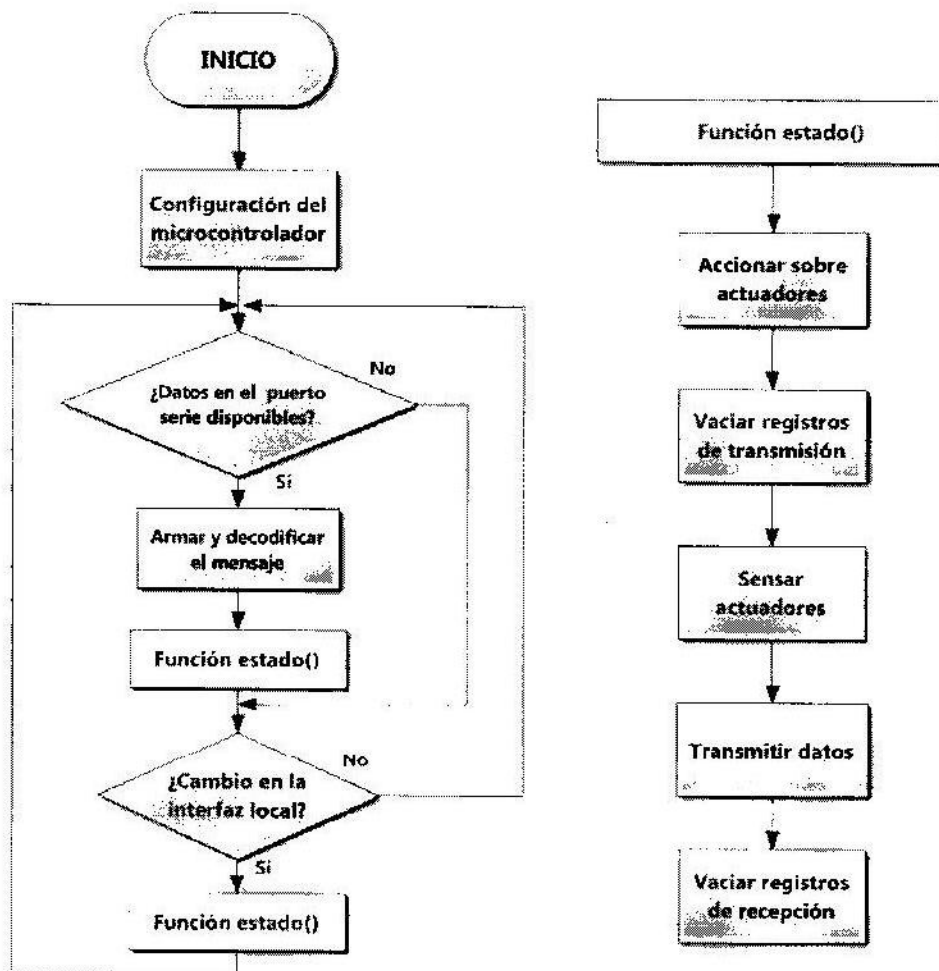 INICIO
Configuración del
microcontrolador
¿Datos en el puerto
serie disponibles?
No
Sí
Armar y decodificar
el mensaje
Función estado()
¿Cambio en la
interfaz local?
No
Sí
Función estado()
Función estado()
Accionar sobre
actuadores
Vaciar registros
de transmisión
Sensar
actuadores
Transmitir datos
Vaciar registros
de recepción